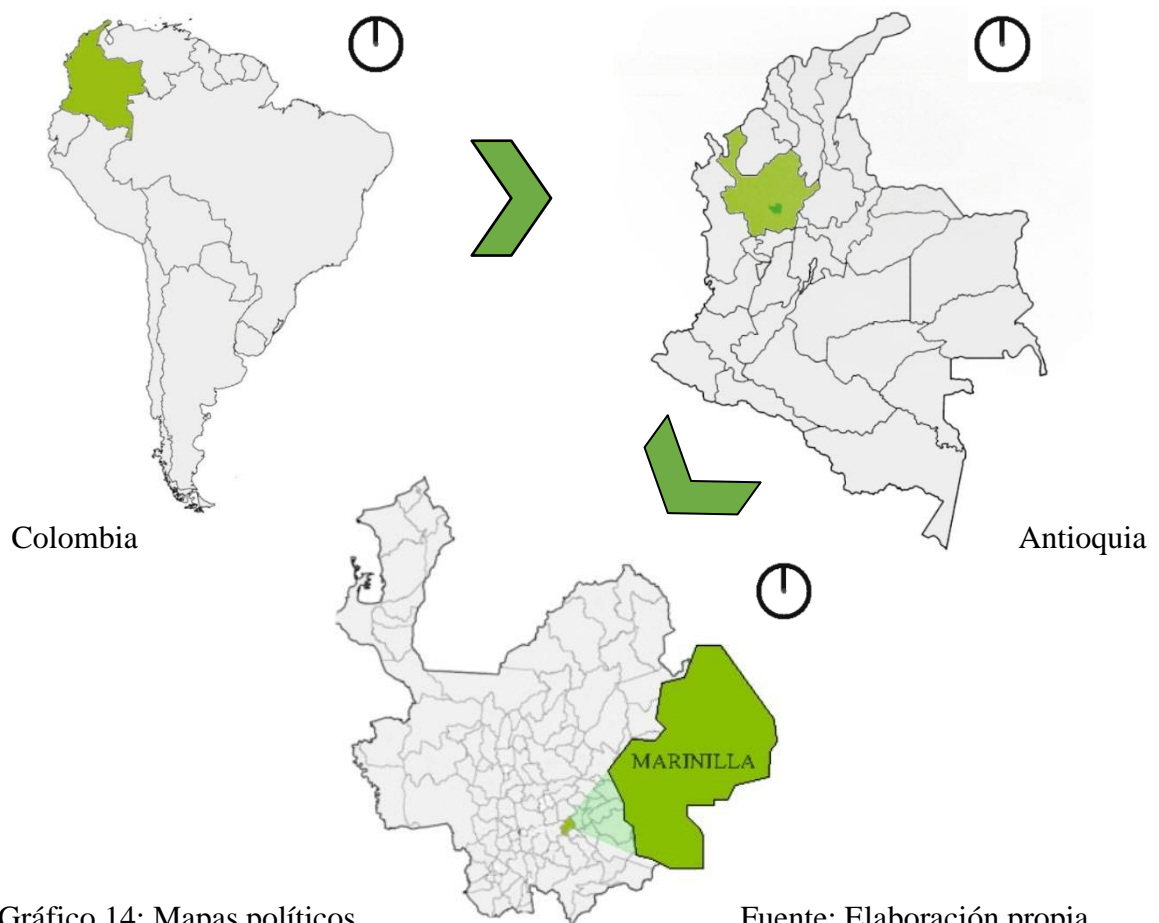 Colombia
Antioquia
MARINILLA
Gráfico 14: Mapas políticos
Fuente: Elaboración propia